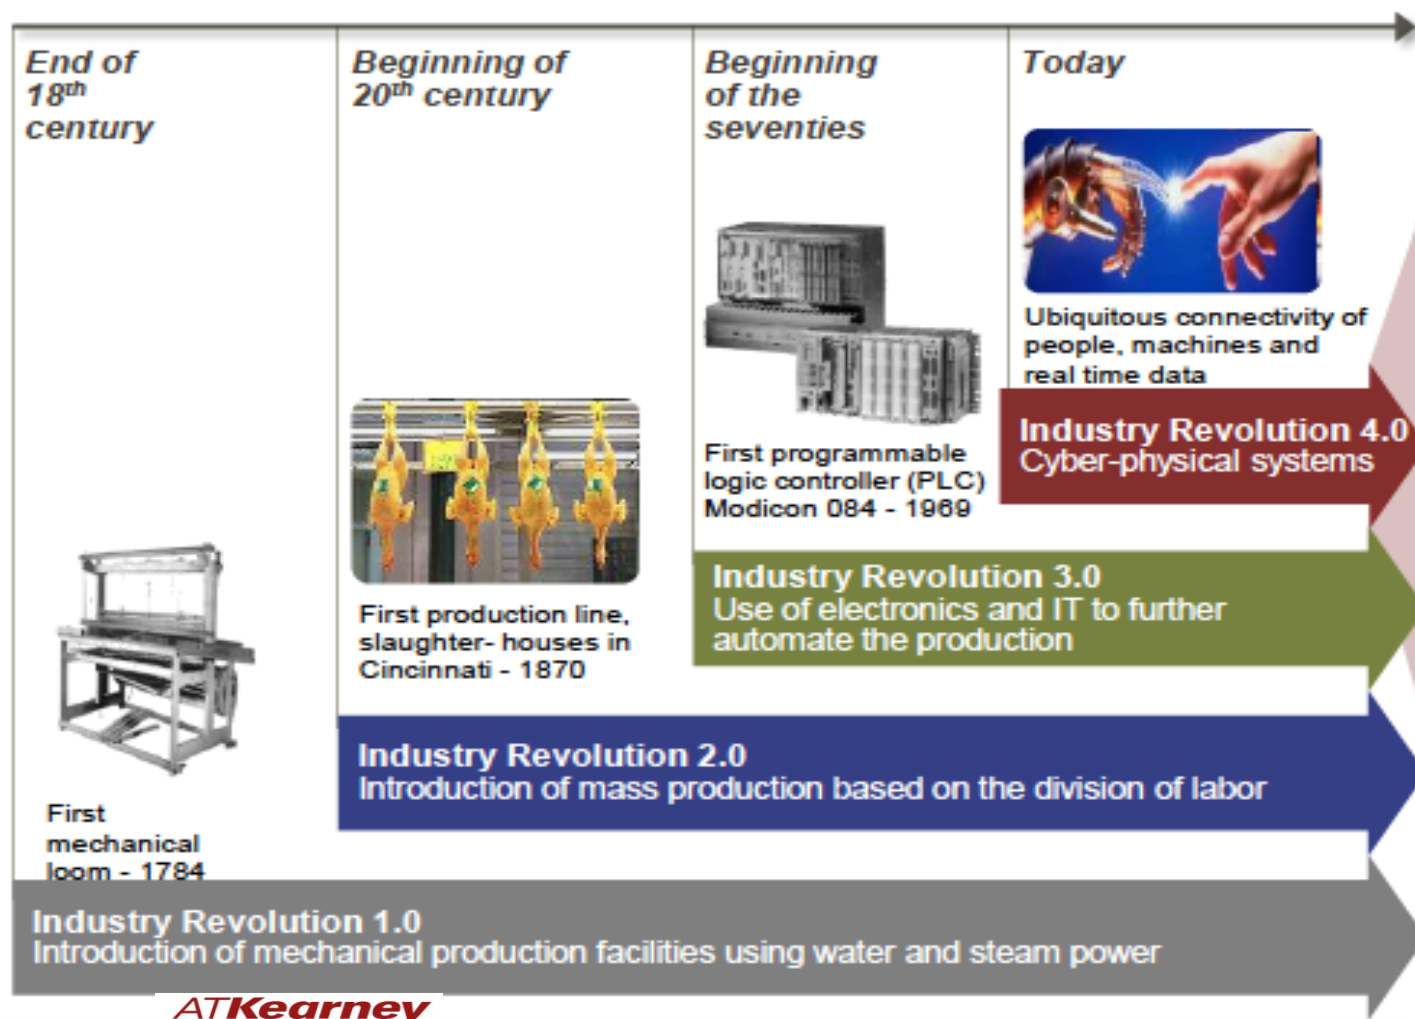 End of
18th
century
Beginning of
20th century
Beginning
of the
seventies
Today
Ubiquitous connectivity of
people, machines and
real time data
Industry Revolution 4.0
Cyber-physical systems
First programmable
logic controller (PLC)
Modicon 084 - 1969
Industry Revolution 3.0
Use of electronics and IT to further
automate the production
First production line,
slaughter- houses in
Cincinnati - 1870
Industry Revolution 2.0
Introduction of mass production based on the division of labor
First
mechanical
loom - 1784
Industry Revolution 1.0
Introduction of mechanical production facilities using water and steam power
ATKearney